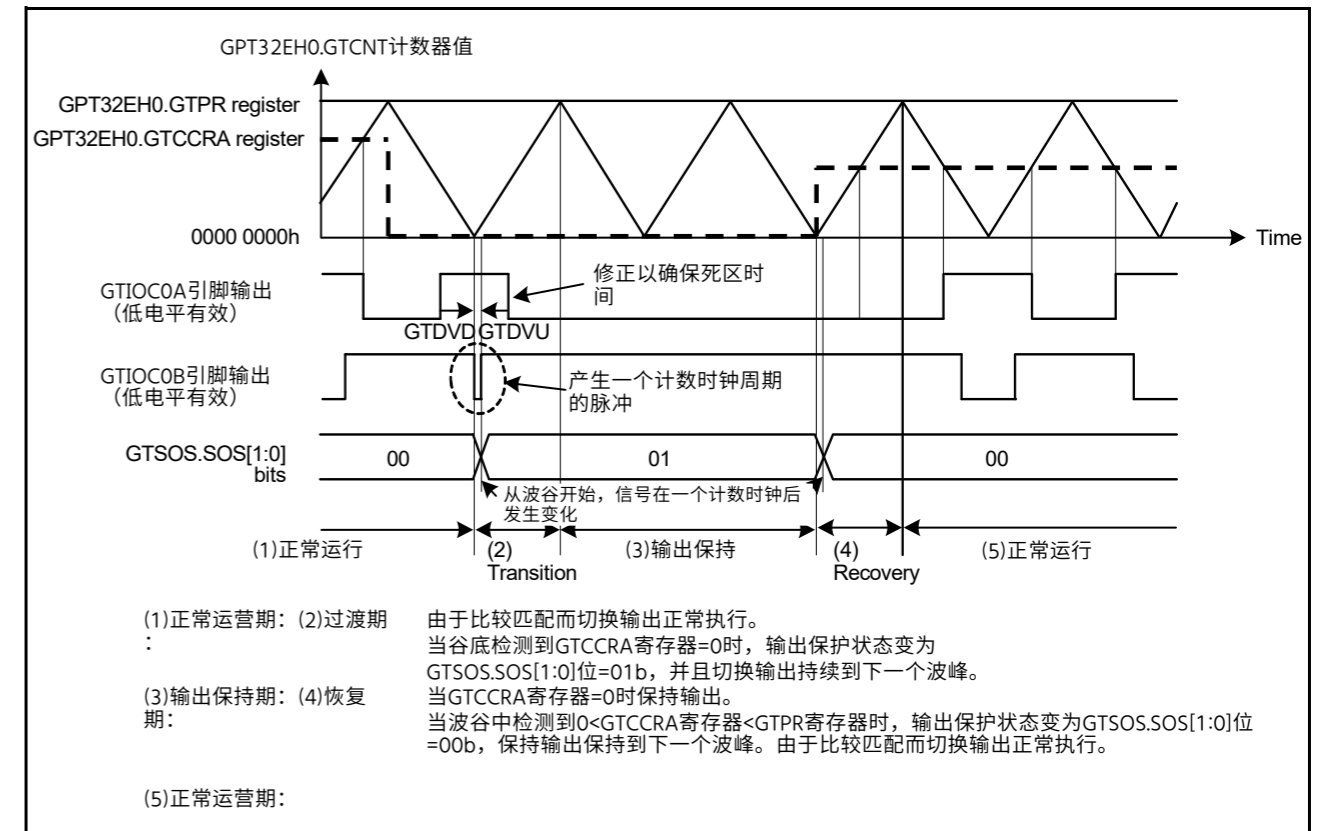 GPT32EH0.GTCNT计数器值
GPT32EH0.GTPR register
GPT32EH0.GTCCRA register
0000 0000h
Time
GTIOC0A引脚输出
（低电平有效）
修正以确保死区时
间
GTDVD
GTDVU
GTIOC0B引脚输出
（低电平有效）
产生一个计数时钟周期
的脉冲
GTSOS.SOS[1:0]
bits
00
01
00
从波谷开始，信号在一个计数时钟后
发生变化
(1)正常运行
(2)
Transition
(3)输出保持
(4)
Recovery
(5)正常运行
(1)正常运营期：(2)过渡期
：
由于比较匹配而切换输出正常执行。
当谷底检测到GTCCRA寄存器=0时，输出保护状态变为
GTSOS.SOS[1:0]位=01b，并且切换输出持续到下一个波峰。
(3)输出保持期：(4)恢复
期：
当GTCCRA寄存器=0时保持输出。
当波谷中检测到0<GTCCRA寄存器<GTPR寄存器时，输出保护状态变为GTSOS.SOS[1:0]位
=00b，保持输出保持到下一个波峰。由于比较匹配而切换输出正常执行。
(5)正常运营期：